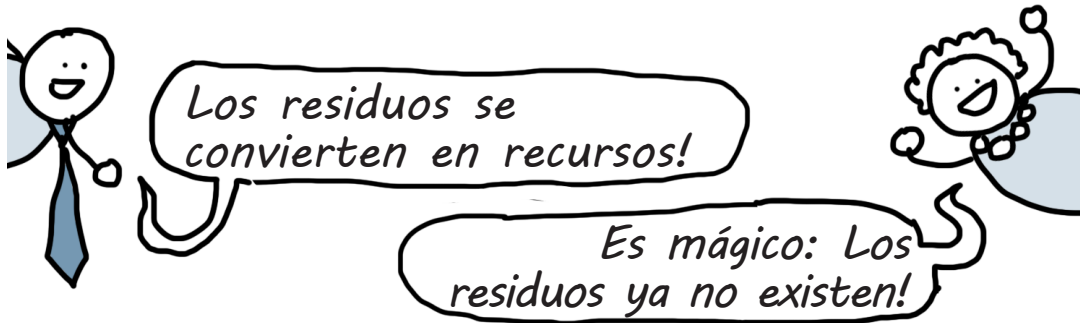 Los residuos se
convierten en recursos!
Es mágico: Los
residuos ya no existen!